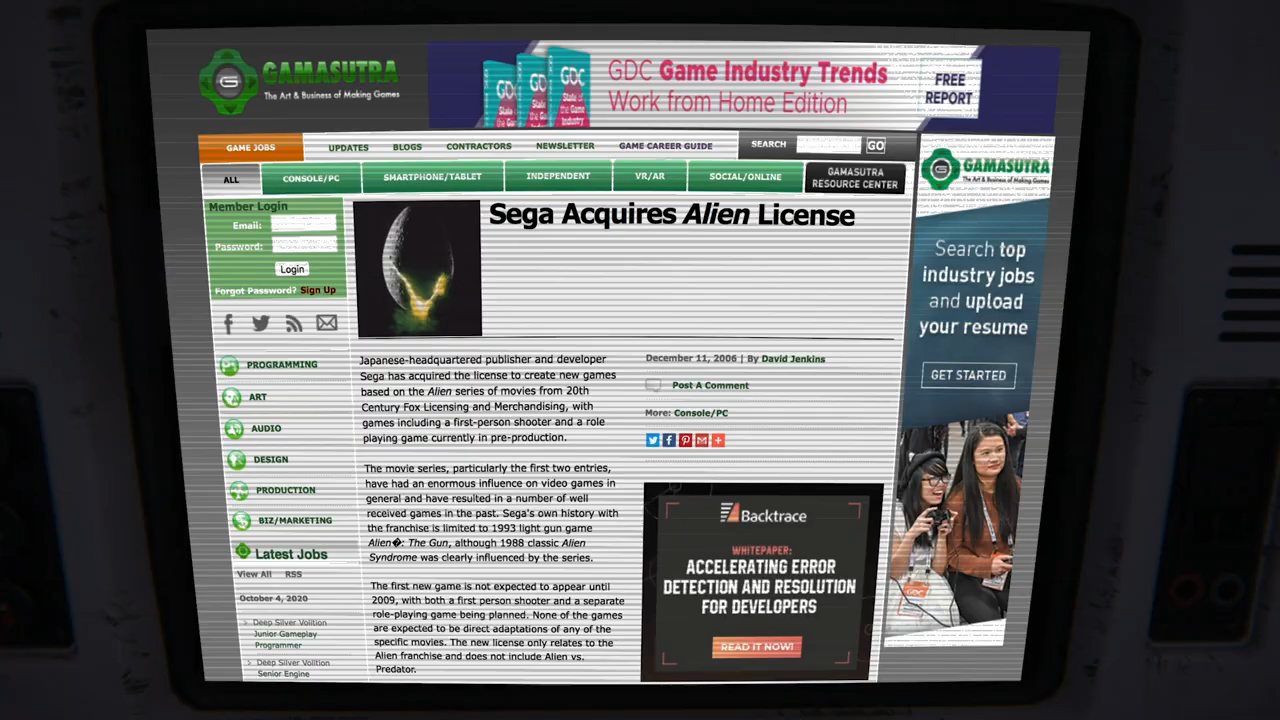 GAMASUTRA
The Art & Business of Making Games
GDC
GDC
GDC
State of the Game Industry
GDC Game Industry Trends
Work from Home Edition
FREE
REPORT
GAME JOBS
UPDATES
BLOGS
CONTRACTORS
NEWSLETTER
GAME CAREER GUIDE
SEARCH
GO
ALL
CONSOLE/PC
SMARTPHONE/TABLET
INDEPENDENT
VR/AR
SOCIAL/ONLINE
GAMASUTRA
RESOURCE CENTER
Member Login
Email:
Password:
Login
Forgot Password? Sign Up
PROGRAMMING
ART
AUDIO
DESIGN
PRODUCTION
BIZ/MARKETING
Latest Jobs
View All RSS
October 4, 2020
Deep Silver Volition
Junior Gameplay
Programmer
Deep Silver Volition
Senior Engine
Sega Acquires Alien License
Japanese-headquartered publisher and developer
Sega has acquired the license to create new games
based on the Alien series of movies from 20th
Century Fox Licensing and Merchandising, with
games including a first-person shooter and a role
playing game currently in pre-production.
The movie series, particularly the first two entries,
have had an enormous influence on video games in
general and have resulted in a number of well
received games in the past. Sega's own history with
the franchise is limited to 1993 light gun game
Alien�: The Gun, although 1988 classic Alien
Syndrome was clearly influenced by the series.
The first new game is not expected to appear until
2009, with both a first person shooter and a separate
role-playing game being planned. None of the games
are expected to be direct adaptations of any of the
specific movies. The new license only relates to the
Alien franchise and does not include Alien vs.
Predator.
December 11, 2006 | By David Jenkins
Post A Comment
More: Console/PC
Backtrace
WHITEPAPER:
ACCELERATING ERROR
DETECTION AND RESOLUTION
FOR DEVELOPERS
READ IT NOW!
GAMASUTRA
The Art & Business of Making Games
Search top
industry jobs
and upload
your resume
GET STARTED
GDC